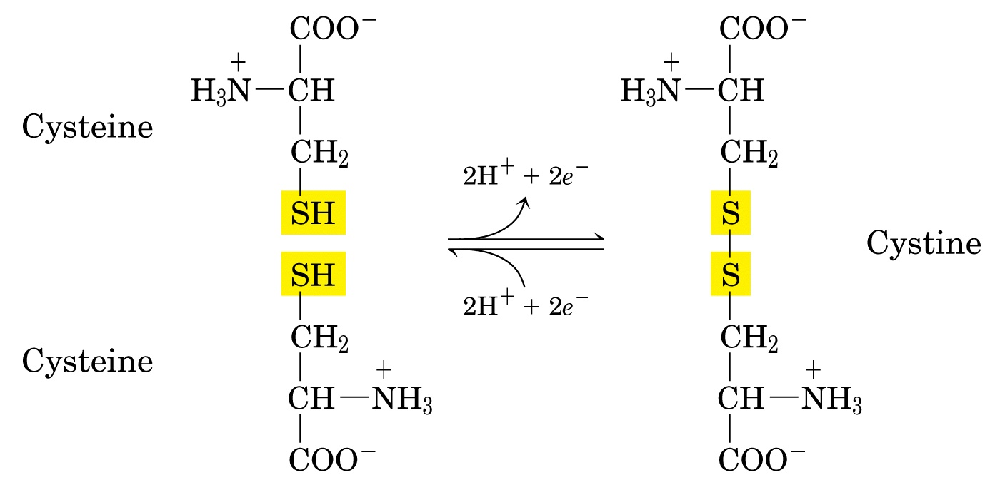 COO⁻
+
H₃N—CH
Cysteine
CH₂
SH
SH
CH₂
Cysteine
+
CH—NH₃
COO⁻
2H⁺ + 2e⁻
2H⁺ + 2e⁻
COO⁻
+
H₃N—CH
CH₂
S
S
Cystine
CH₂
+
CH—NH₃
COO⁻